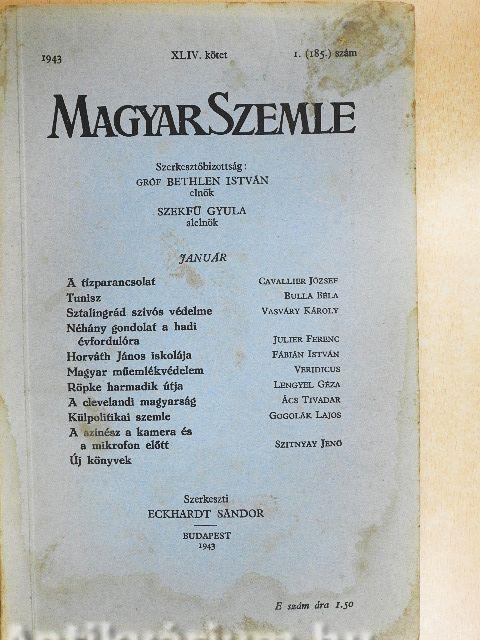 1943 XLIV. kötet 1. (185.) szám
MAGYAR SZEMLE
Szerkesztőbizottság:
GRÓF BETHLEN ISTVÁN
elnök
SZEKFŰ GYULA
alelnök
JANUÁR
A tízparancsolat CAVALLIER JÓZSEF
Tunisz BULLA BÉLA
Sztalingrád szívós védelme VASVÁRY KÁROLY
Néhány gondolat a hadi
évfordulóra JULIER FERENC
Horváth János iskolája FÁBIÁN ISTVÁN
Magyar műemlékvédelem VERIDICUS
Röpke harmadik útja LENGYEL GÉZA
A clevelandi magyarság ÁCS TIVADAR
Külpolitikai szemle GOGOLÁK LAJOS
A színész a kamera és
a mikrofon előtt SZITNYAY JENŐ
Új könyvek
Szerkeszti
ECKHARDT SÁNDOR
BUDAPEST
1943
E szám ára 1.50
Antikvárium.hu